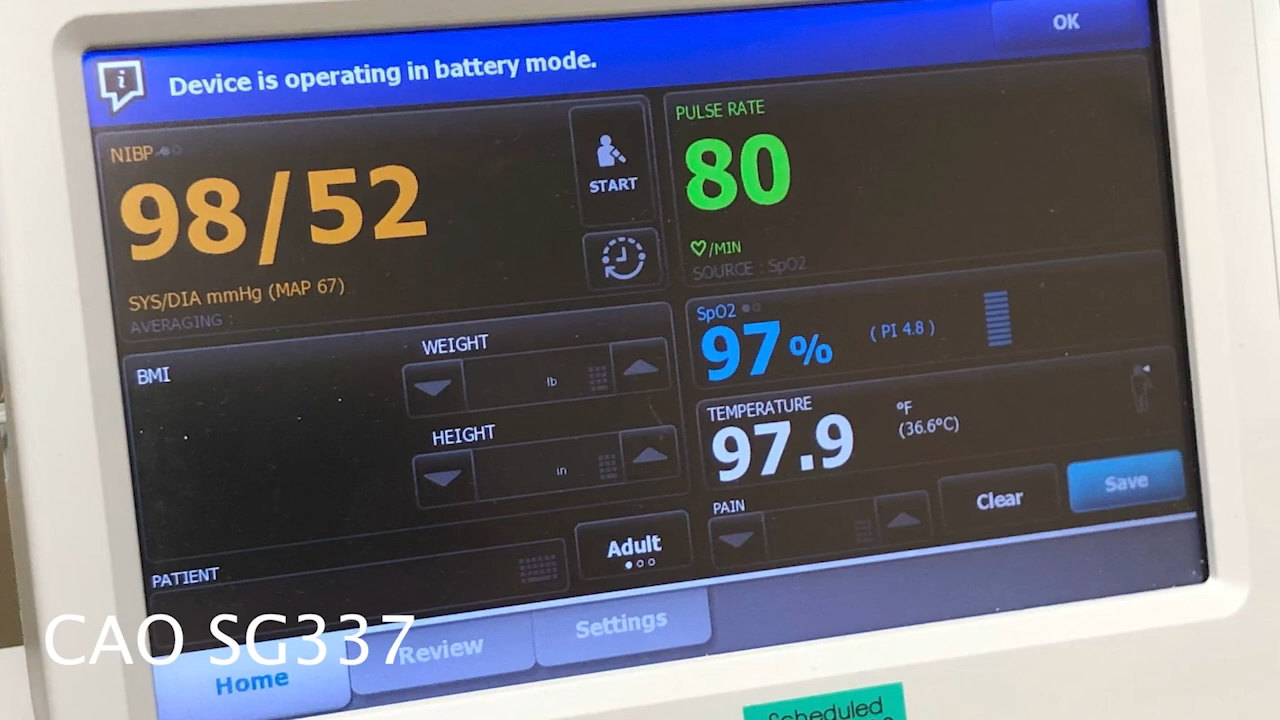 Device is operating in battery mode.
OK
NIBP
98/52
SYS/DIA mmHg (MAP 67)
AVERAGING :
START
PULSE RATE
80
/MIN
SOURCE : SpO2
SpO2
97%
( PI 4.8 )
TEMPERATURE
97.9
°F
(36.6°C)
BMI
WEIGHT
lb
HEIGHT
in
PAIN
Clear
Save
PATIENT
Adult
Home
Review
Settings
CAO SG337
Scheduled